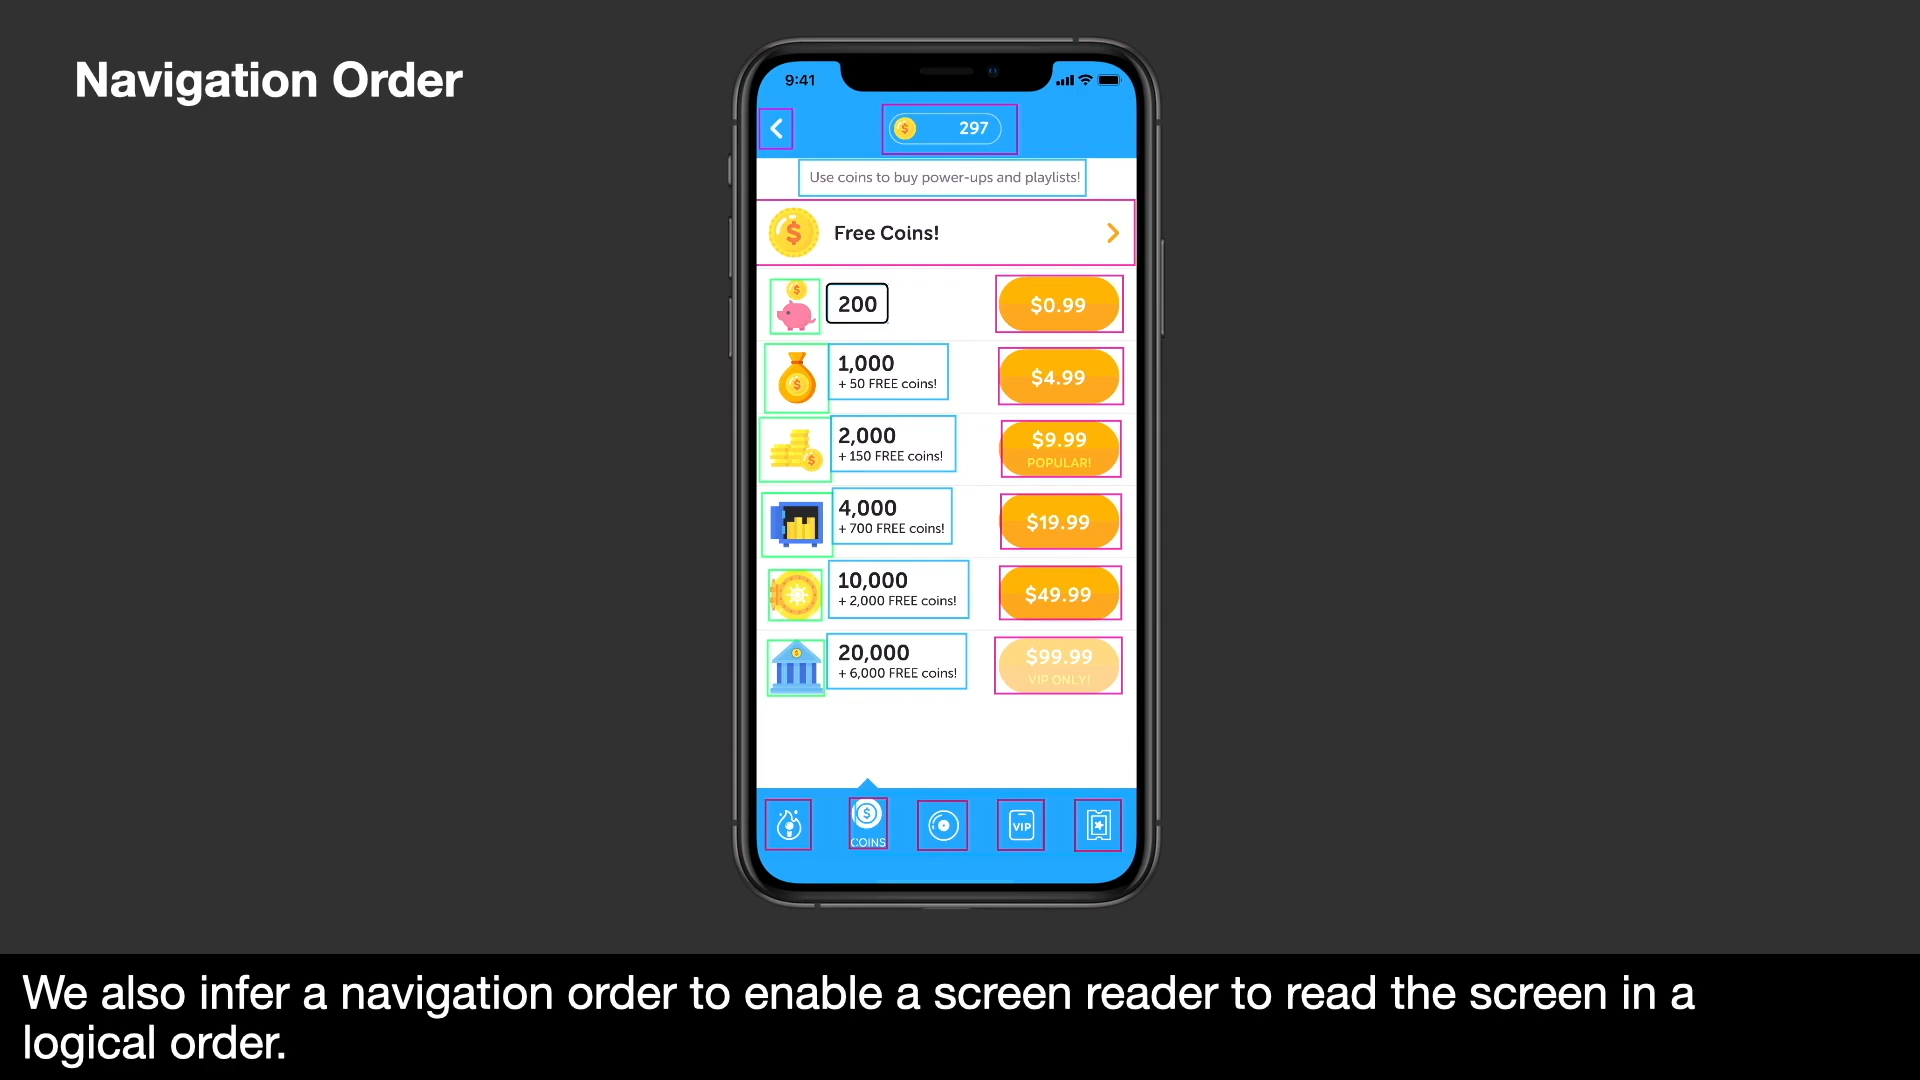 Navigation Order
9:41
297
Use coins to buy power-ups and playlists!
Free Coins!
200
$0.99
1,000
+ 50 FREE coins!
$4.99
2,000
+ 150 FREE coins!
$9.99
POPULAR!
4,000
+ 700 FREE coins!
$19.99
10,000
+ 2,000 FREE coins!
$49.99
20,000
+ 6,000 FREE coins!
$99.99
VIP ONLY!
COINS
VIP
We also infer a navigation order to enable a screen reader to read the screen in a
logical order.